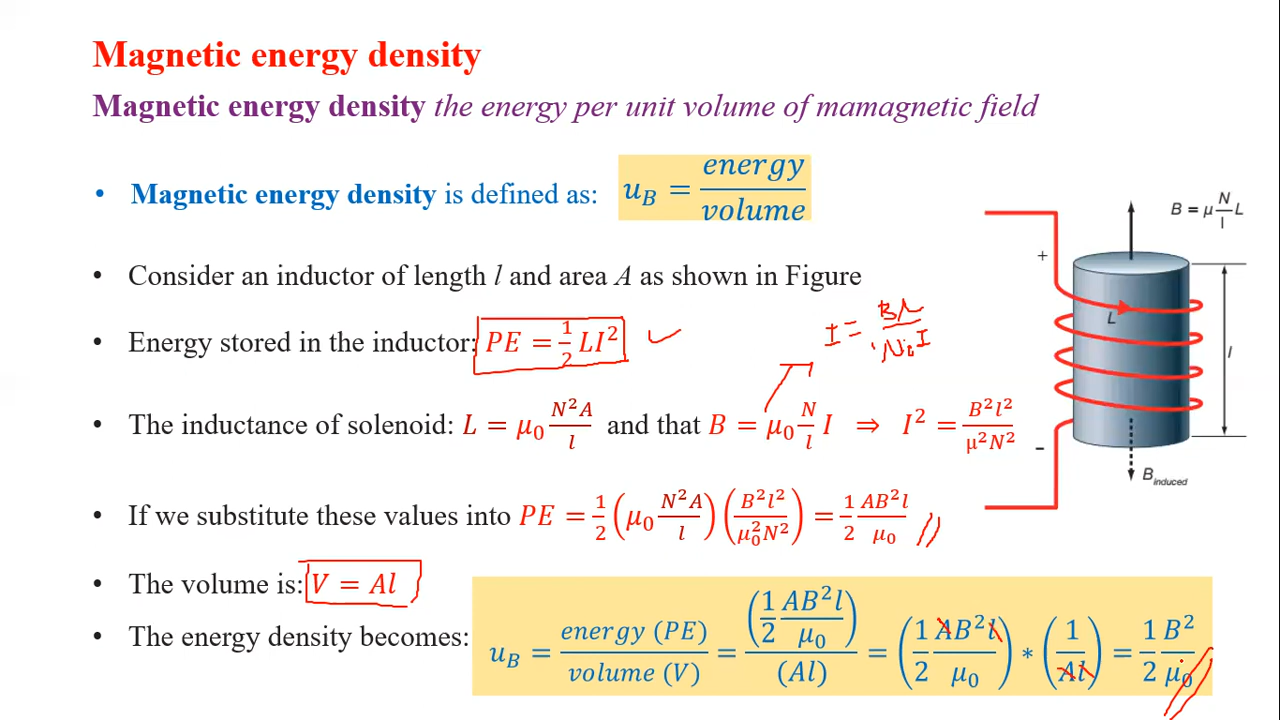 Magnetic energy density
Magnetic energy density the energy per unit volume of mamagnetic field
• Magnetic energy density is defined as: u_B = energy/volume
B = μ N/l L
• Consider an inductor of length l and area A as shown in Figure
+
• Energy stored in the inductor: PE = 1/2 LI²
I =
L
l
• The inductance of solenoid: L = μ₀ N²A/l and that B = μ₀ N/l I ⇒ I² = B²l²/μ²N²
−
B induced
• If we substitute these values into PE = 1/2 (μ₀ N²A/l) (B²l²/μ₀²N²) = 1/2 AB²l/μ₀
• The volume is: V = Al
• The energy density becomes: u_B = energy (PE)/volume (V) = (1/2 AB²l/μ₀)/(Al) = (1/2 AB²l/μ₀) * (1/Al) = 1/2 B²/μ₀